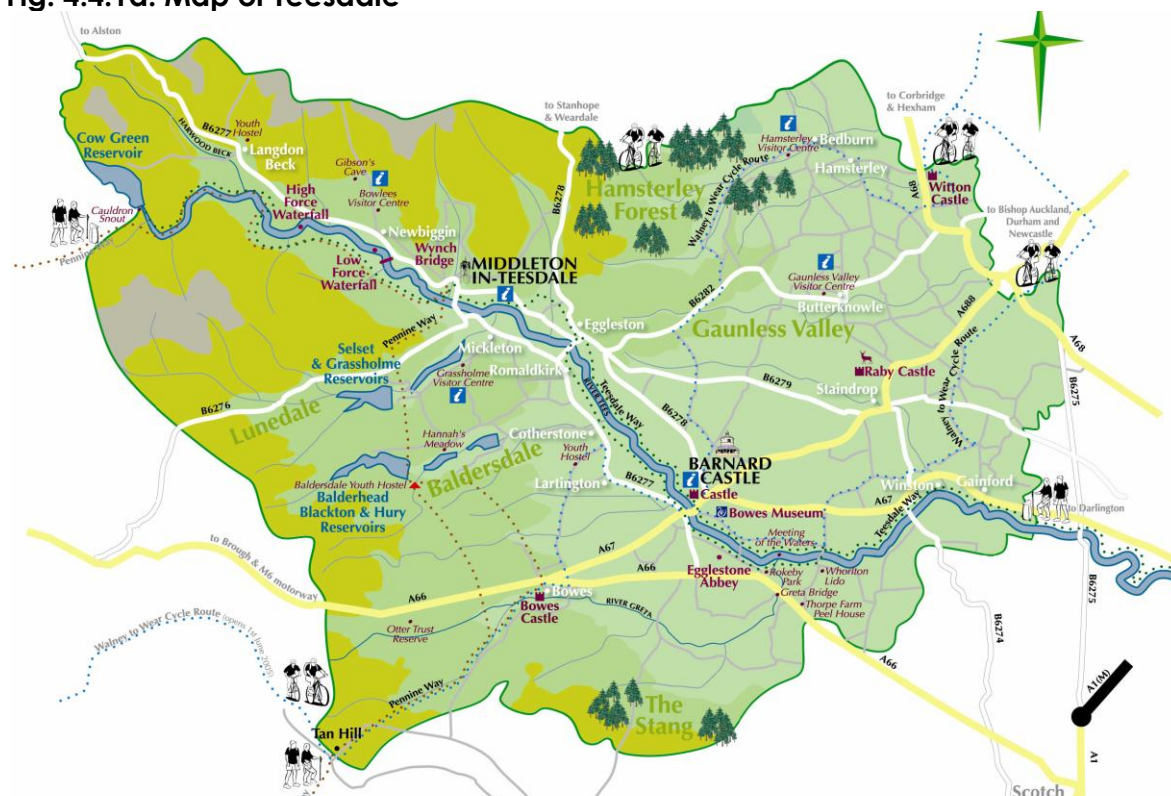 Fig. 4.4.1a: Map of Teesdale
to Alston
B6277
HARWOOD BECK
Youth
Hostel
Langdon
Beck
Cow Green
Reservoir
Gibson's
Cave
Bowlees
Visitor Centre
High
Force
Waterfall
Cauldron
Snout
Pennine Way
Newbiggin
Wynch
Bridge
Low
Force
Waterfall
MIDDLETON
IN-TEESDALE
to Stanhope
& Weardale
B6278
Hamsterley
Forest
Walney to Wear Cycle Route
Hamsterley
Visitor Centre
Bedburn
Hamsterley
to Corbridge
& Hexham
A68
Witton
Castle
to Bishop Auckland,
Durham and
Newcastle
Gaunless Valley
Visitor Centre
Butterknowle
B6282
Gaunless Valley
A688
A68
B6275
Eggleston
Pennine Way
Selset
& Grassholme
Reservoirs
Mickleton
Romaldkirk
Grassholme
Visitor Centre
B6276
Lunedale
RIVER TEES
Teesdale Way
B6278
B6279
Raby Castle
Staindrop
Walney to Wear Cycle Route
Hannah's
Meadow
Cotherstone
Youth
Hostel
Baldersdale
Baldersdale Youth Hostel
Balderhead
Blackton & Hury
Reservoirs
Lartington
B6277
BARNARD
CASTLE
Castle
Bowes Museum
Winston
Gainford
A67
Teesdale Way
to Darlington
Meeting
of the Waters
Egglestone
Abbey
Rokeby
Park
Whorlton
Lido
Greta Bridge
Thorpe Farm
Peel House
to Brough & M6 motorway
A66
A67
A66
Bowes
Bowes
Castle
RIVER GRETA
Otter Trust
Reserve
Walney to Wear Cycle Route (opens 1st June 2005)
Pennine Way
Tan Hill
The
Stang
A66
B6274
B6275
A1(M)
A1
Scotch